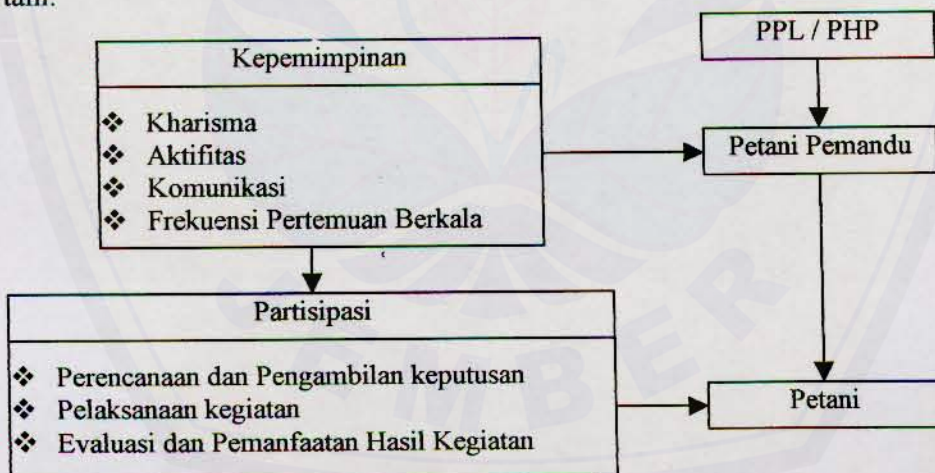 PPL / PHP
Kepemimpinan
❖ Kharisma
❖ Aktifitas
❖ Komunikasi
❖ Frekuensi Pertemuan Berkala
Petani Pemandu
Partisipasi
❖ Perencanaan dan Pengambilan keputusan
❖ Pelaksanaan kegiatan
❖ Evaluasi dan Pemanfaatan Hasil Kegiatan
Petani
EMBER